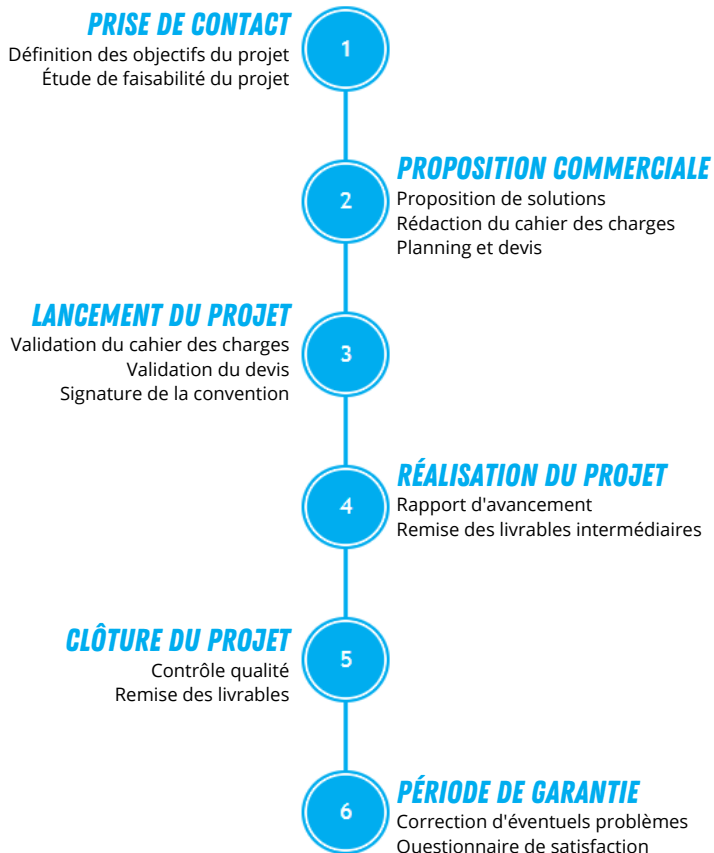 PRISE DE CONTACT
Définition des objectifs du projet
Étude de faisabilité du projet
1
PROPOSITION COMMERCIALE
2
Proposition de solutions
Rédaction du cahier des charges
Planning et devis
LANCEMENT DU PROJET
Validation du cahier des charges
Validation du devis
Signature de la convention
3
RÉALISATION DU PROJET
4
Rapport d'avancement
Remise des livrables intermédiaires
CLÔTURE DU PROJET
Contrôle qualité
Remise des livrables
5
PÉRIODE DE GARANTIE
6
Correction d'éventuels problèmes
Questionnaire de satisfaction